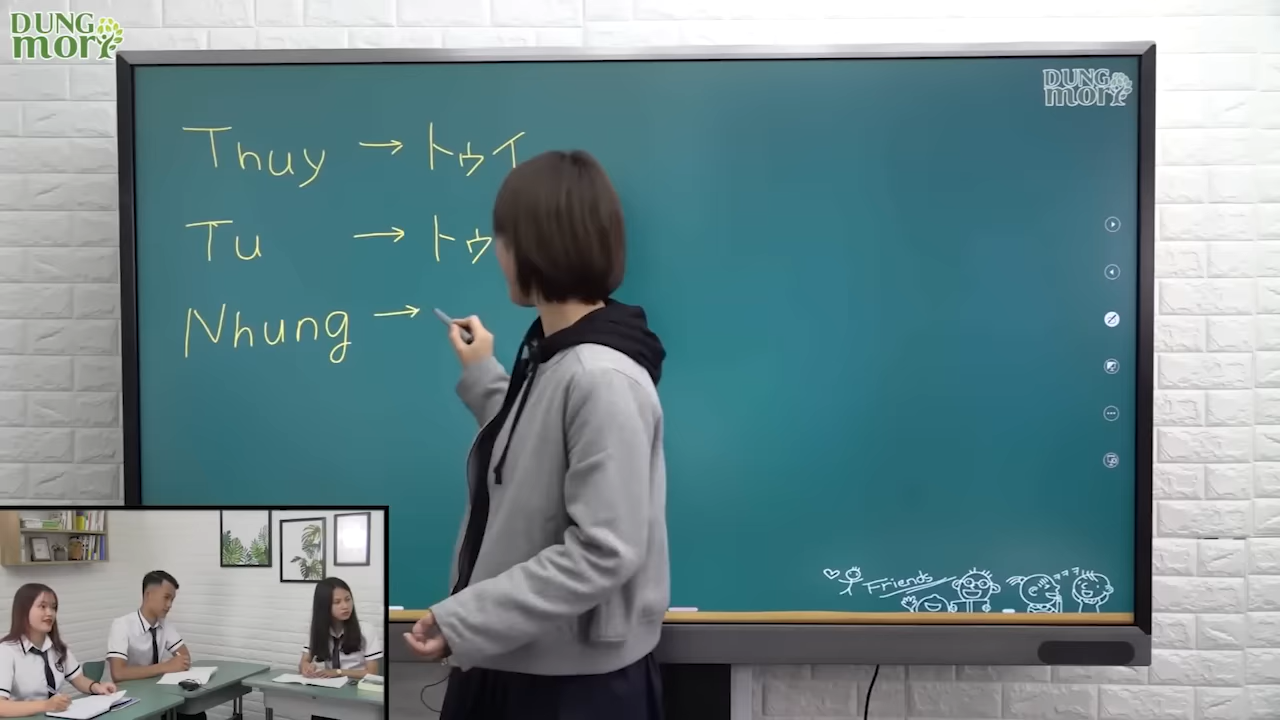 DUNG
mori
DUNG
mori
Thuy → トゥイ
Tu → トゥ
Nhung →
Friends